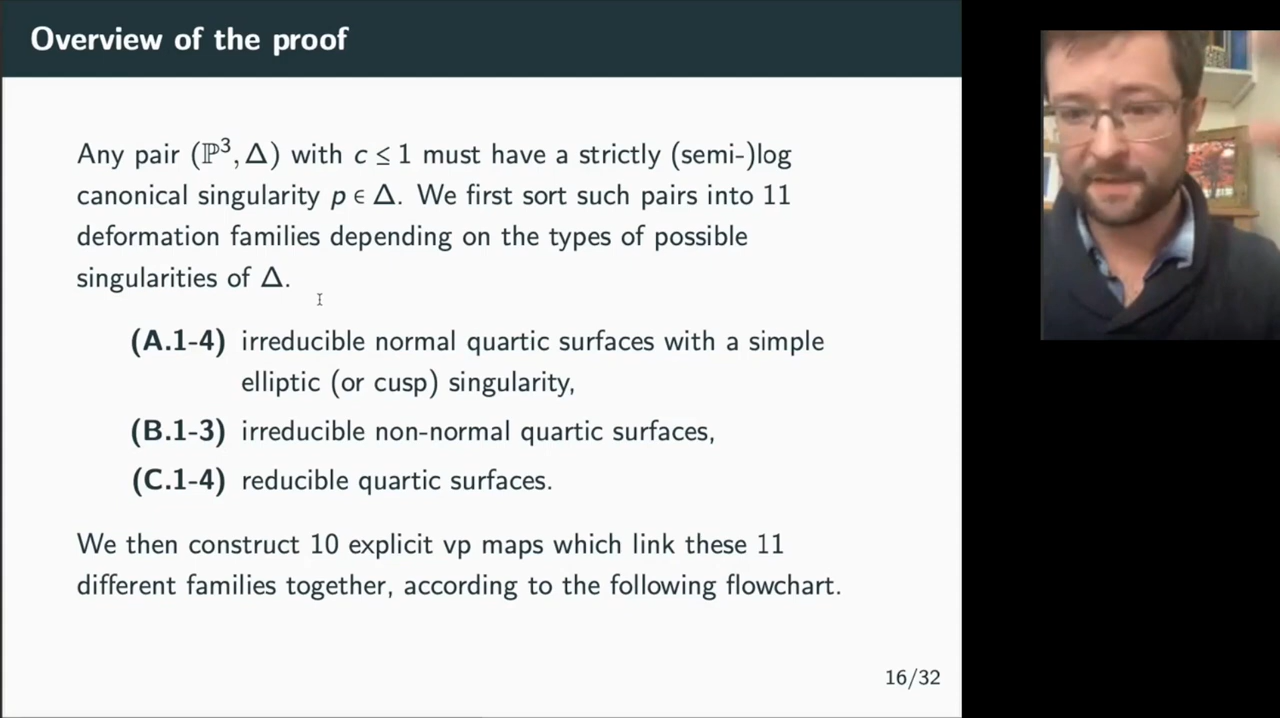 Overview of the proof
Any pair (ℙ³, Δ) with c ≤ 1 must have a strictly (semi-)log
canonical singularity p ∈ Δ. We first sort such pairs into 11
deformation families depending on the types of possible
singularities of Δ.
(A.1-4) irreducible normal quartic surfaces with a simple
elliptic (or cusp) singularity,
(B.1-3) irreducible non-normal quartic surfaces,
(C.1-4) reducible quartic surfaces.
We then construct 10 explicit vp maps which link these 11
different families together, according to the following flowchart.
16/32